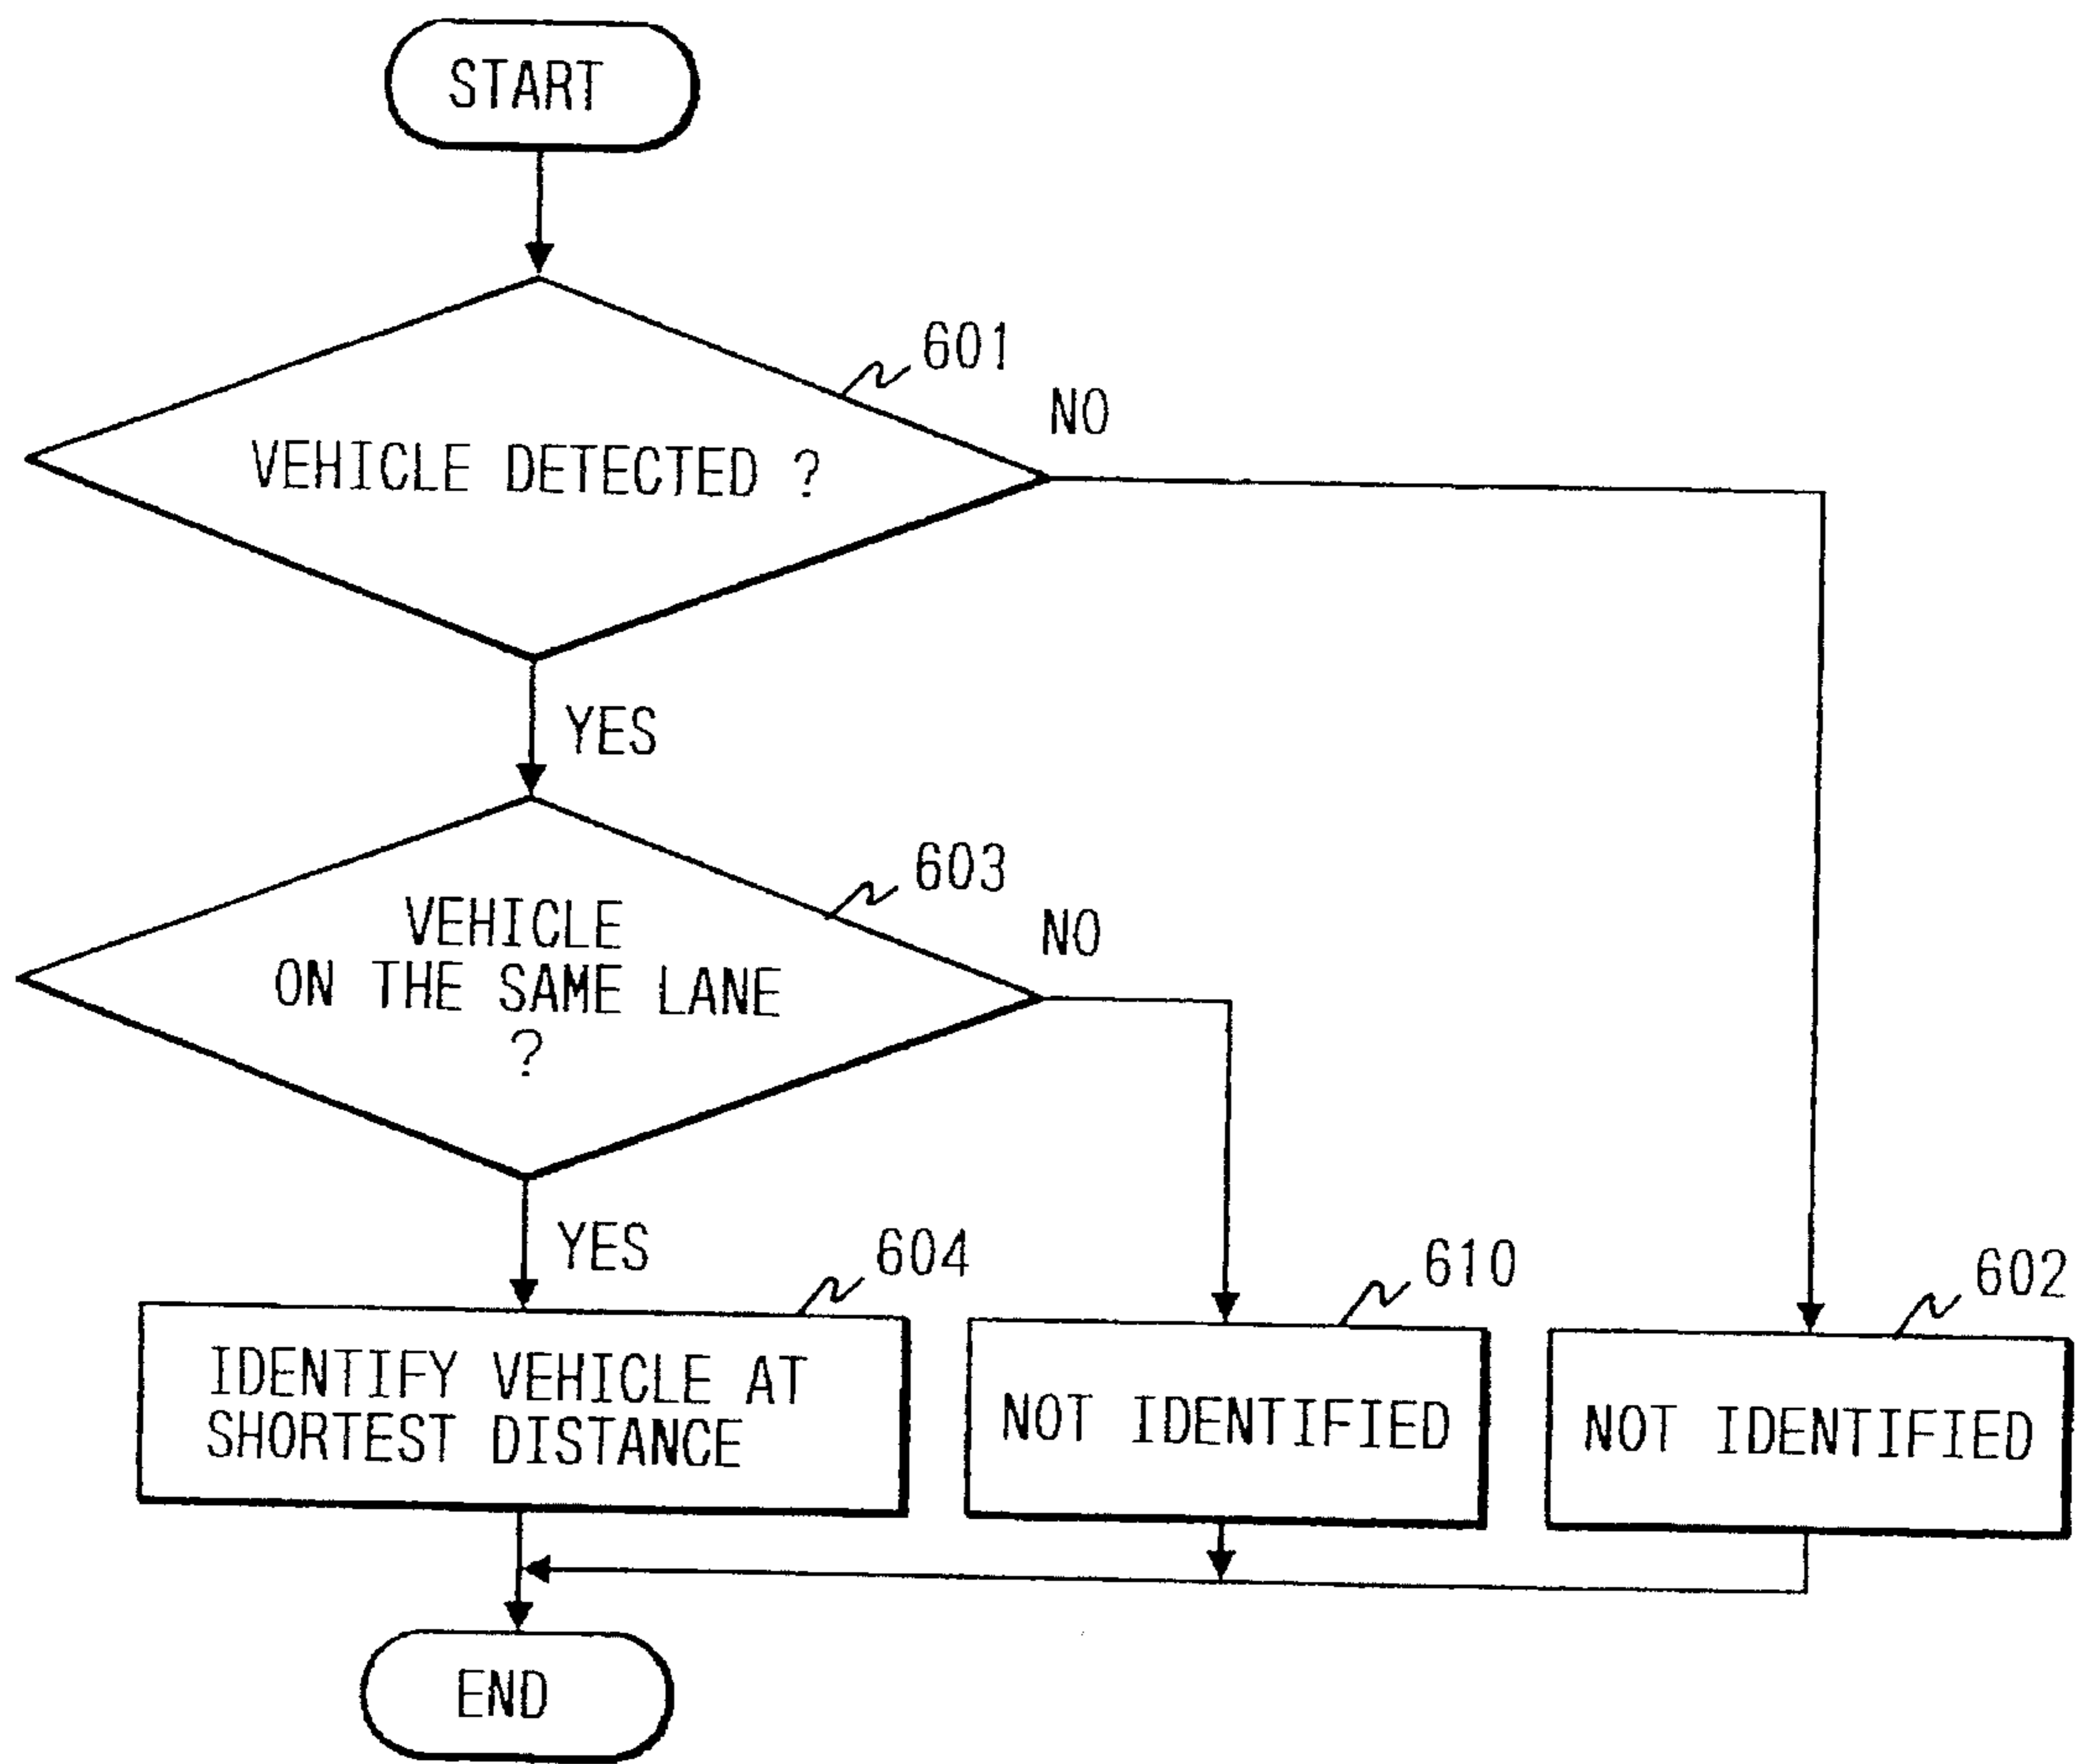 START
601
NO
VEHICLE DETECTED ?
YES
603
NO
VEHICLE
ON THE SAME LANE
?
YES
604
610
602
IDENTIFY VEHICLE AT
SHORTEST DISTANCE
NOT IDENTIFIED
NOT IDENTIFIED
END